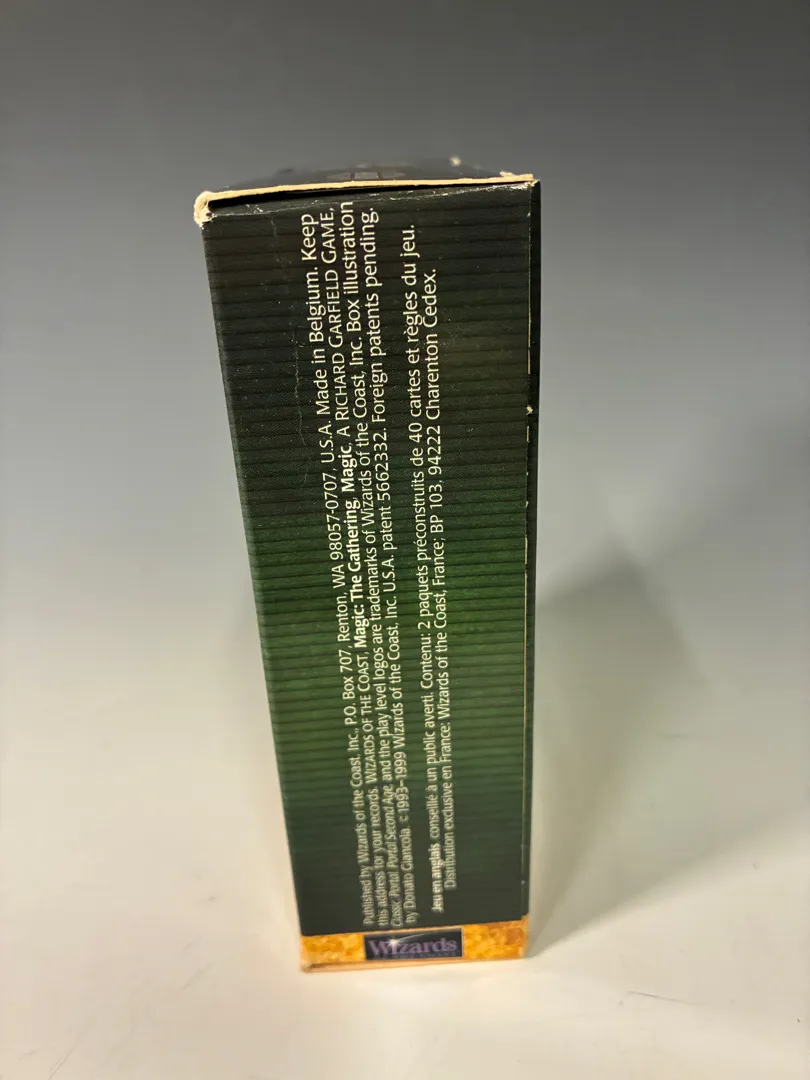 Published by Wizards of the Coast, Inc., P.O. Box 707, Renton, WA 98057-0707, U.S.A. Made in Belgium. Keep
this address for your records. WIZARDS OF THE COAST, Magic: The Gathering, Magic, A RICHARD GARFIELD GAME,
Classic, Portal, Portal Second Age, and the play level logos are trademarks of Wizards of the Coast, Inc. Box illustration
by Donato Giancola. ©1993–1999 Wizards of the Coast, Inc. U.S.A. patent 5662332. Foreign patents pending.
Jeu en anglais, conseillé à un public averti. Contenu: 2 paquets préconstruits de 40 cartes et règles du jeu.
Distribution exclusive en France: Wizards of the Coast, France; BP 103, 94222 Charenton Cedex.
Wizards